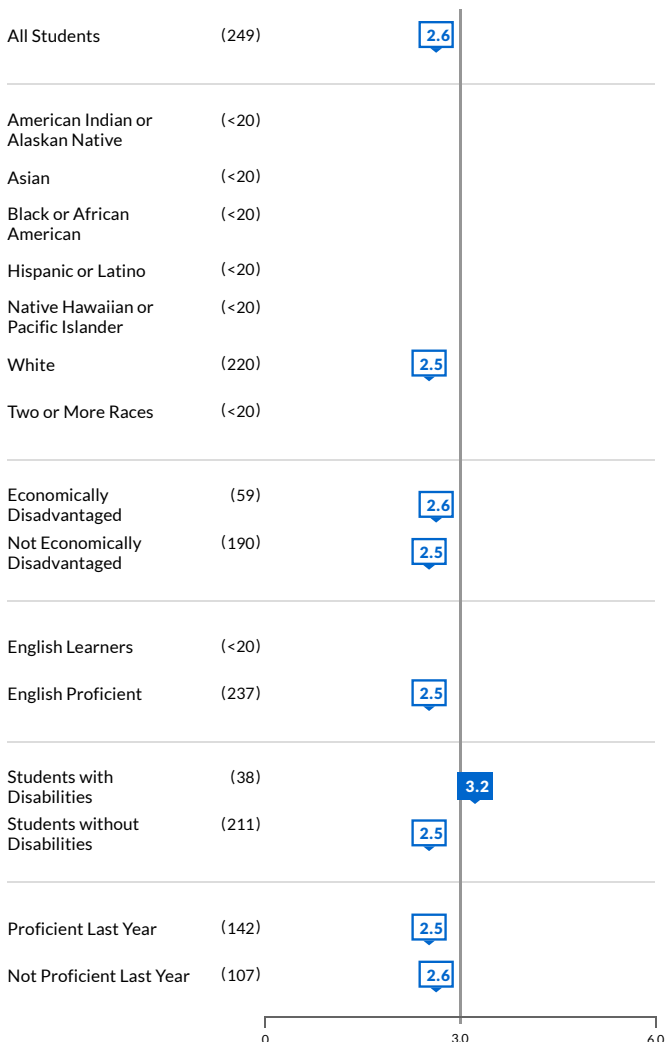 All Students (249) 2.6
American Indian or (<20)
Alaskan Native
Asian (<20)
Black or African (<20)
American
Hispanic or Latino (<20)
Native Hawaiian or (<20)
Pacific Islander
White (220) 2.5
Two or More Races (<20)
Economically (59) 2.6
Disadvantaged
Not Economically (190) 2.5
Disadvantaged
English Learners (<20)
English Proficient (237) 2.5
Students with (38) 3.2
Disabilities
Students without (211) 2.5
Disabilities
Proficient Last Year (142) 2.5
Not Proficient Last Year (107) 2.6
0 3.0 6.0